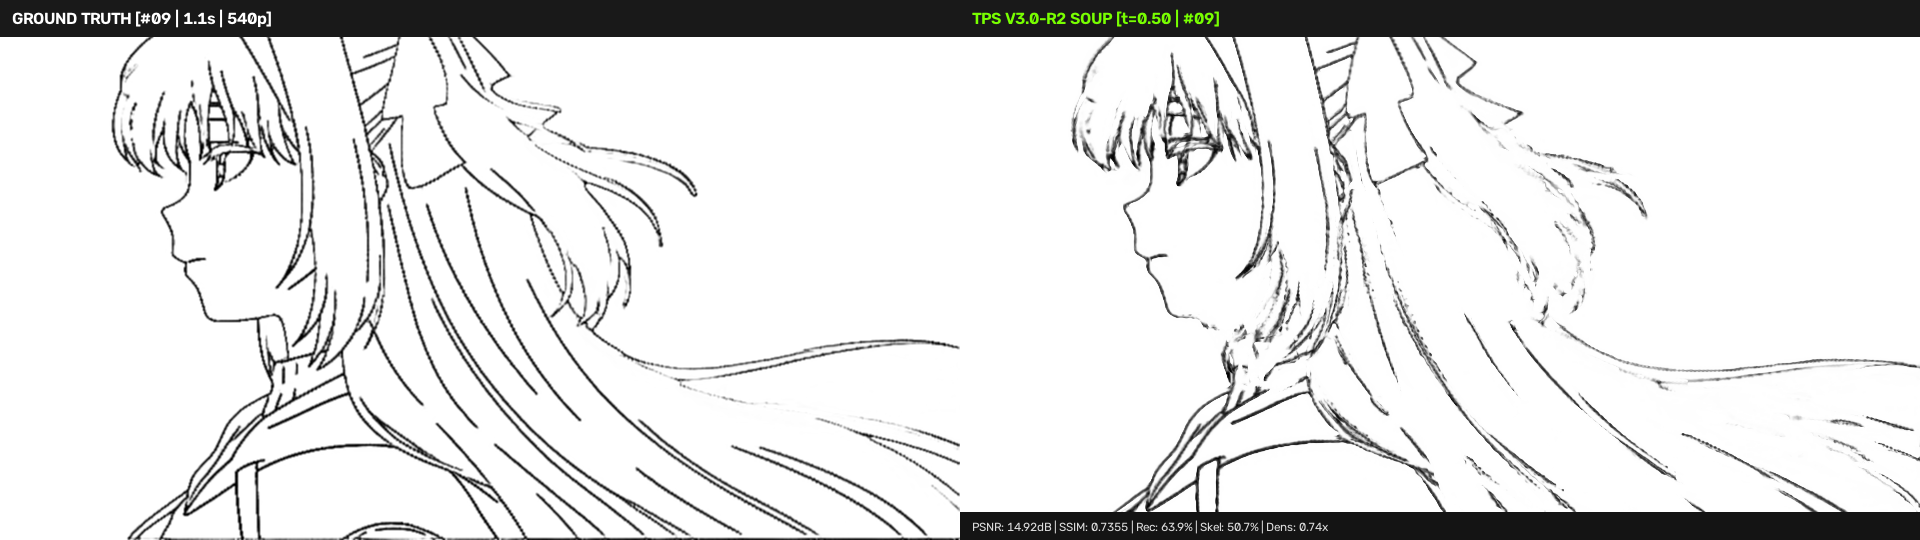 GROUND TRUTH [#09 | 1.1s | 540p]
TPS V3.0-R2 SOUP [t=0.50 | #09]
PSNR: 14.92dB | SSIM: 0.7355 | Rec: 63.9% | Skel: 50.7% | Dens: 0.74x